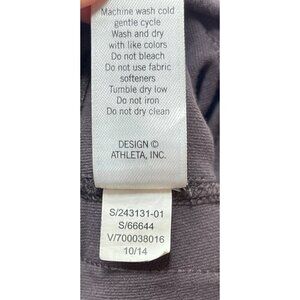 Machine wash cold
gentle cycle
Wash and dry
with like colors
Do not bleach
Do not use fabric
softeners
Tumble dry low
Do not iron
Do not dry clean
DESIGN ©
ATHLETA, INC.
S/243131-01
S/66644
V/700038016
10/14